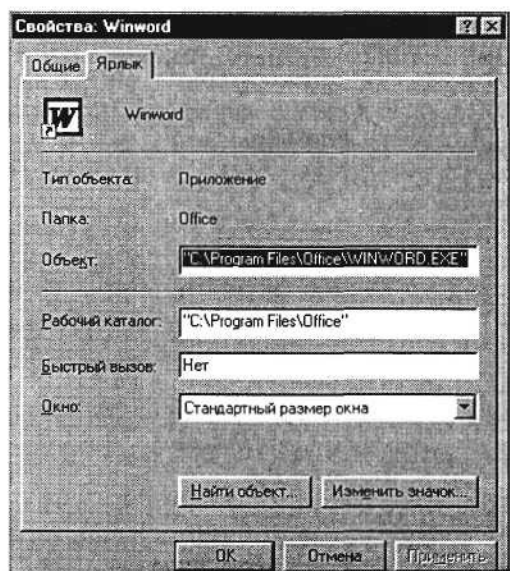 Свойства: Winword
Общие Ярлык
Winword
Тип объекта: Приложение
Папка: Office
Объект: "C:\Program Files\Office\WINWORD.EXE"
Рабочий каталог: "C:\Program Files\Office"
Быстрый вызов: Нет
Окно: Стандартный размер окна
Найти объект... Изменить значок...
OK Отмена Применить